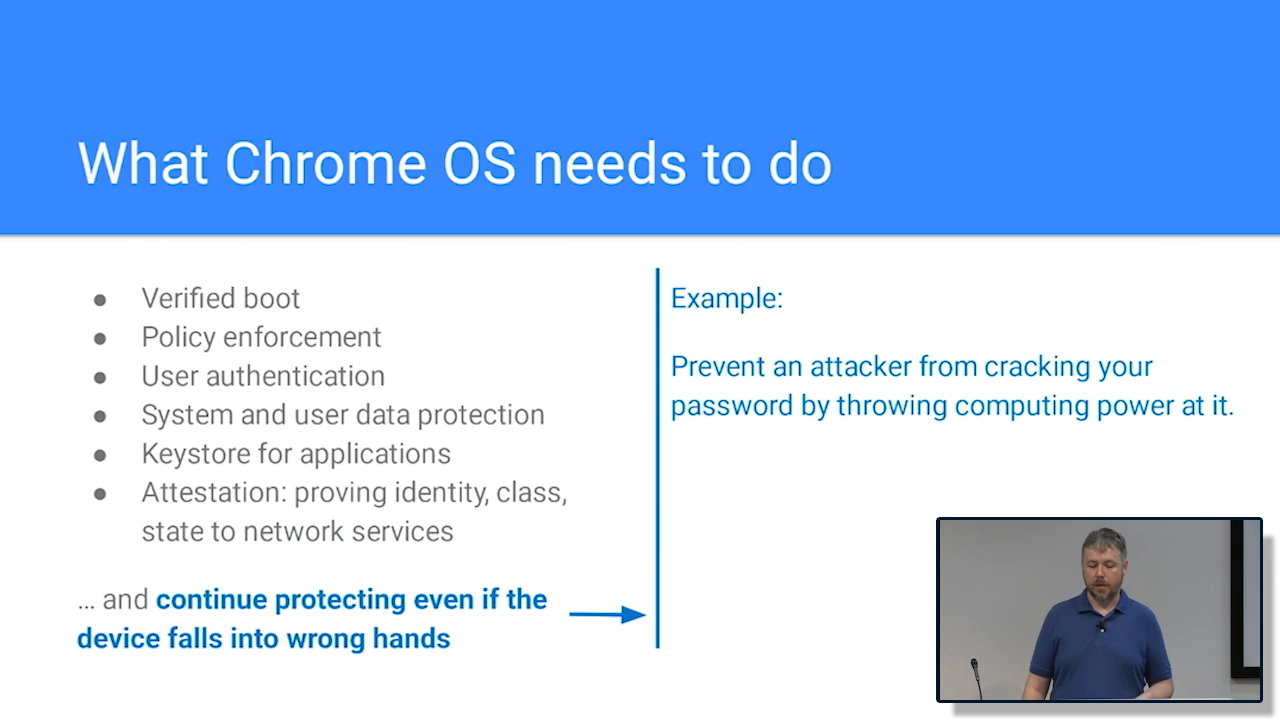 What Chrome OS needs to do
● Verified boot
● Policy enforcement
● User authentication
● System and user data protection
● Keystore for applications
● Attestation: proving identity, class,
state to network services
... and continue protecting even if the
device falls into wrong hands
Example:
Prevent an attacker from cracking your
password by throwing computing power at it.